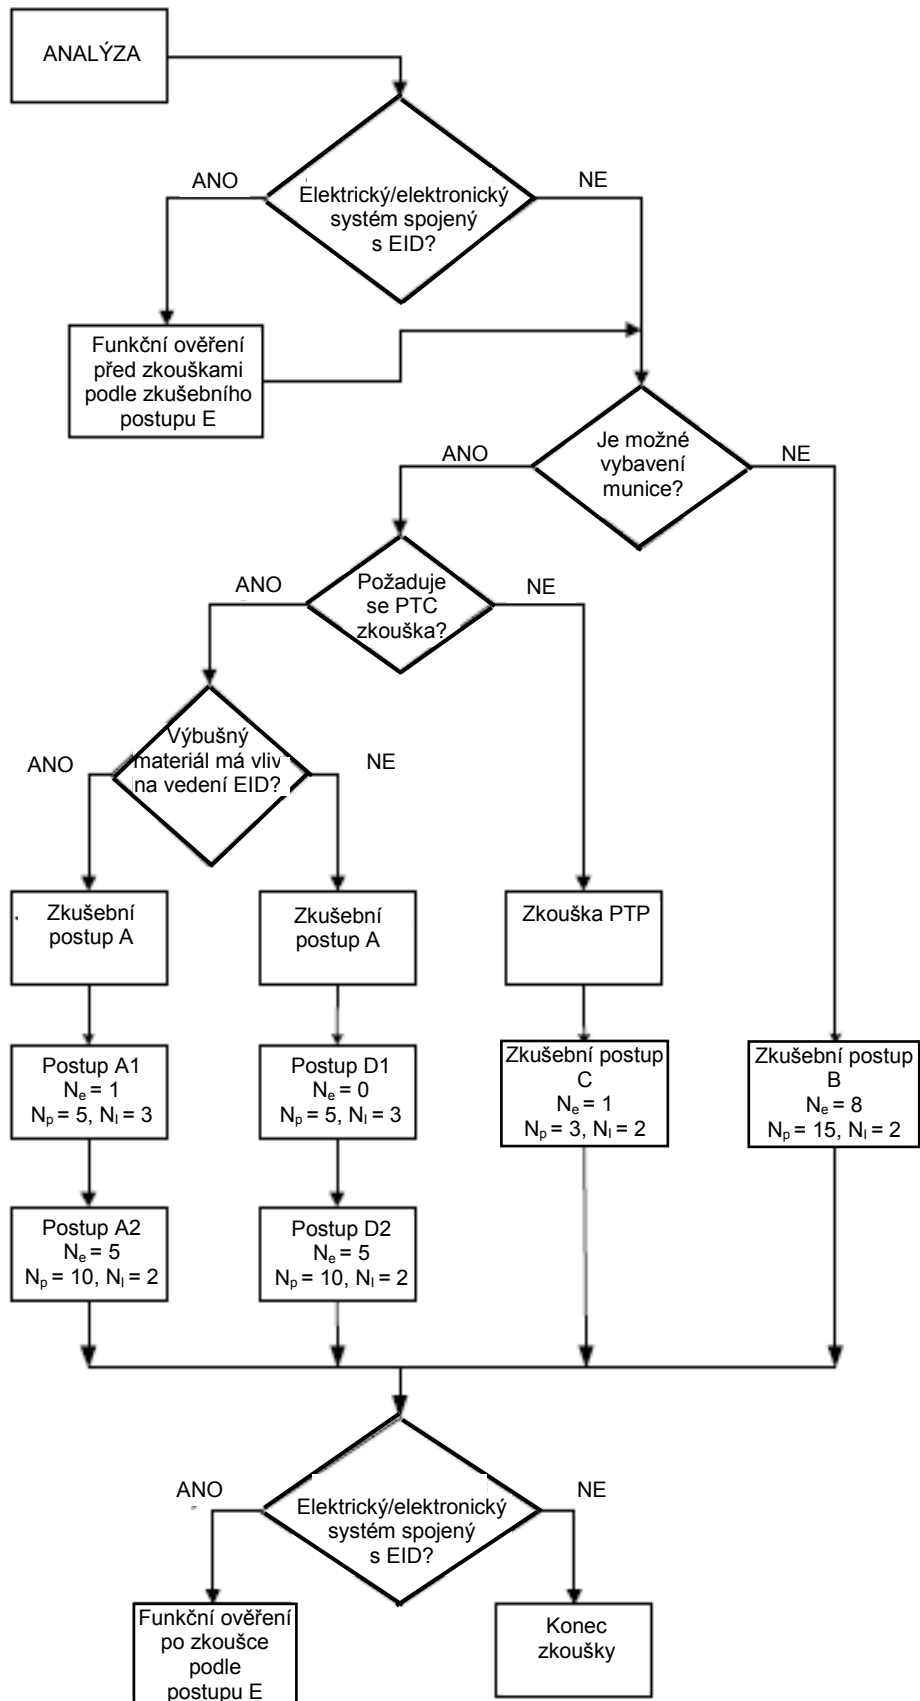 ANALÝZA
ANO
NE
Elektrický/elektronický
systém spojený
s EID?
Funkční ověření
před zkouškami
podle zkušebního
postupu E
ANO
NE
Je možné
vybavení
munice?
ANO
NE
Požaduje
se PTC
zkouška?
ANO
NE
Výbušný
materiál má vliv
na vedení EID?
Zkušební
postup A
Zkušební
postup A
Zkouška PTP
Postup A1
Nₑ = 1
Nₚ = 5, Nₗ = 3
Postup D1
Nₑ = 0
Nₚ = 5, Nₗ = 3
Zkušební postup
C
Nₑ = 1
Nₚ = 3, Nₗ = 2
Zkušební postup
B
Nₑ = 8
Nₚ = 15, Nₗ = 2
Postup A2
Nₑ = 5
Nₚ = 10, Nₗ = 2
Postup D2
Nₑ = 5
Nₚ = 10, Nₗ = 2
ANO
NE
Elektrický/elektronický
systém spojený
s EID?
Funkční ověření
po zkoušce
podle
postupu E
Konec
zkoušky